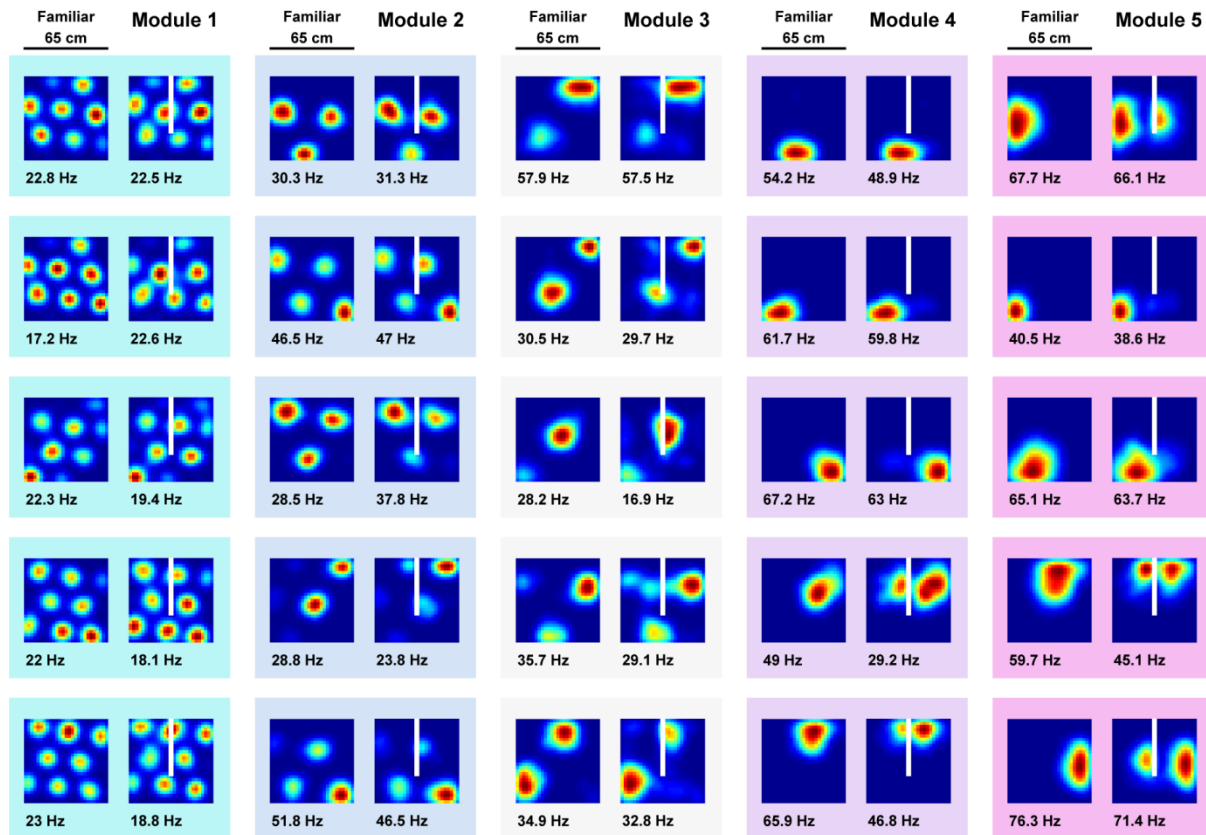 Familiar Module 1 Familiar Module 2 Familiar Module 3 Familiar Module 4 Familiar Module 5
65 cm 65 cm 65 cm 65 cm 65 cm
22.8 Hz 22.5 Hz 30.3 Hz 31.3 Hz 57.9 Hz 57.5 Hz 54.2 Hz 48.9 Hz 67.7 Hz 66.1 Hz
17.2 Hz 22.6 Hz 46.5 Hz 47 Hz 30.5 Hz 29.7 Hz 61.7 Hz 59.8 Hz 40.5 Hz 38.6 Hz
22.3 Hz 19.4 Hz 28.5 Hz 37.8 Hz 28.2 Hz 16.9 Hz 67.2 Hz 63 Hz 65.1 Hz 63.7 Hz
22 Hz 18.1 Hz 28.8 Hz 23.8 Hz 35.7 Hz 29.1 Hz 49 Hz 29.2 Hz 59.7 Hz 45.1 Hz
23 Hz 18.8 Hz 51.8 Hz 46.5 Hz 34.9 Hz 32.8 Hz 65.9 Hz 46.8 Hz 76.3 Hz 71.4 Hz